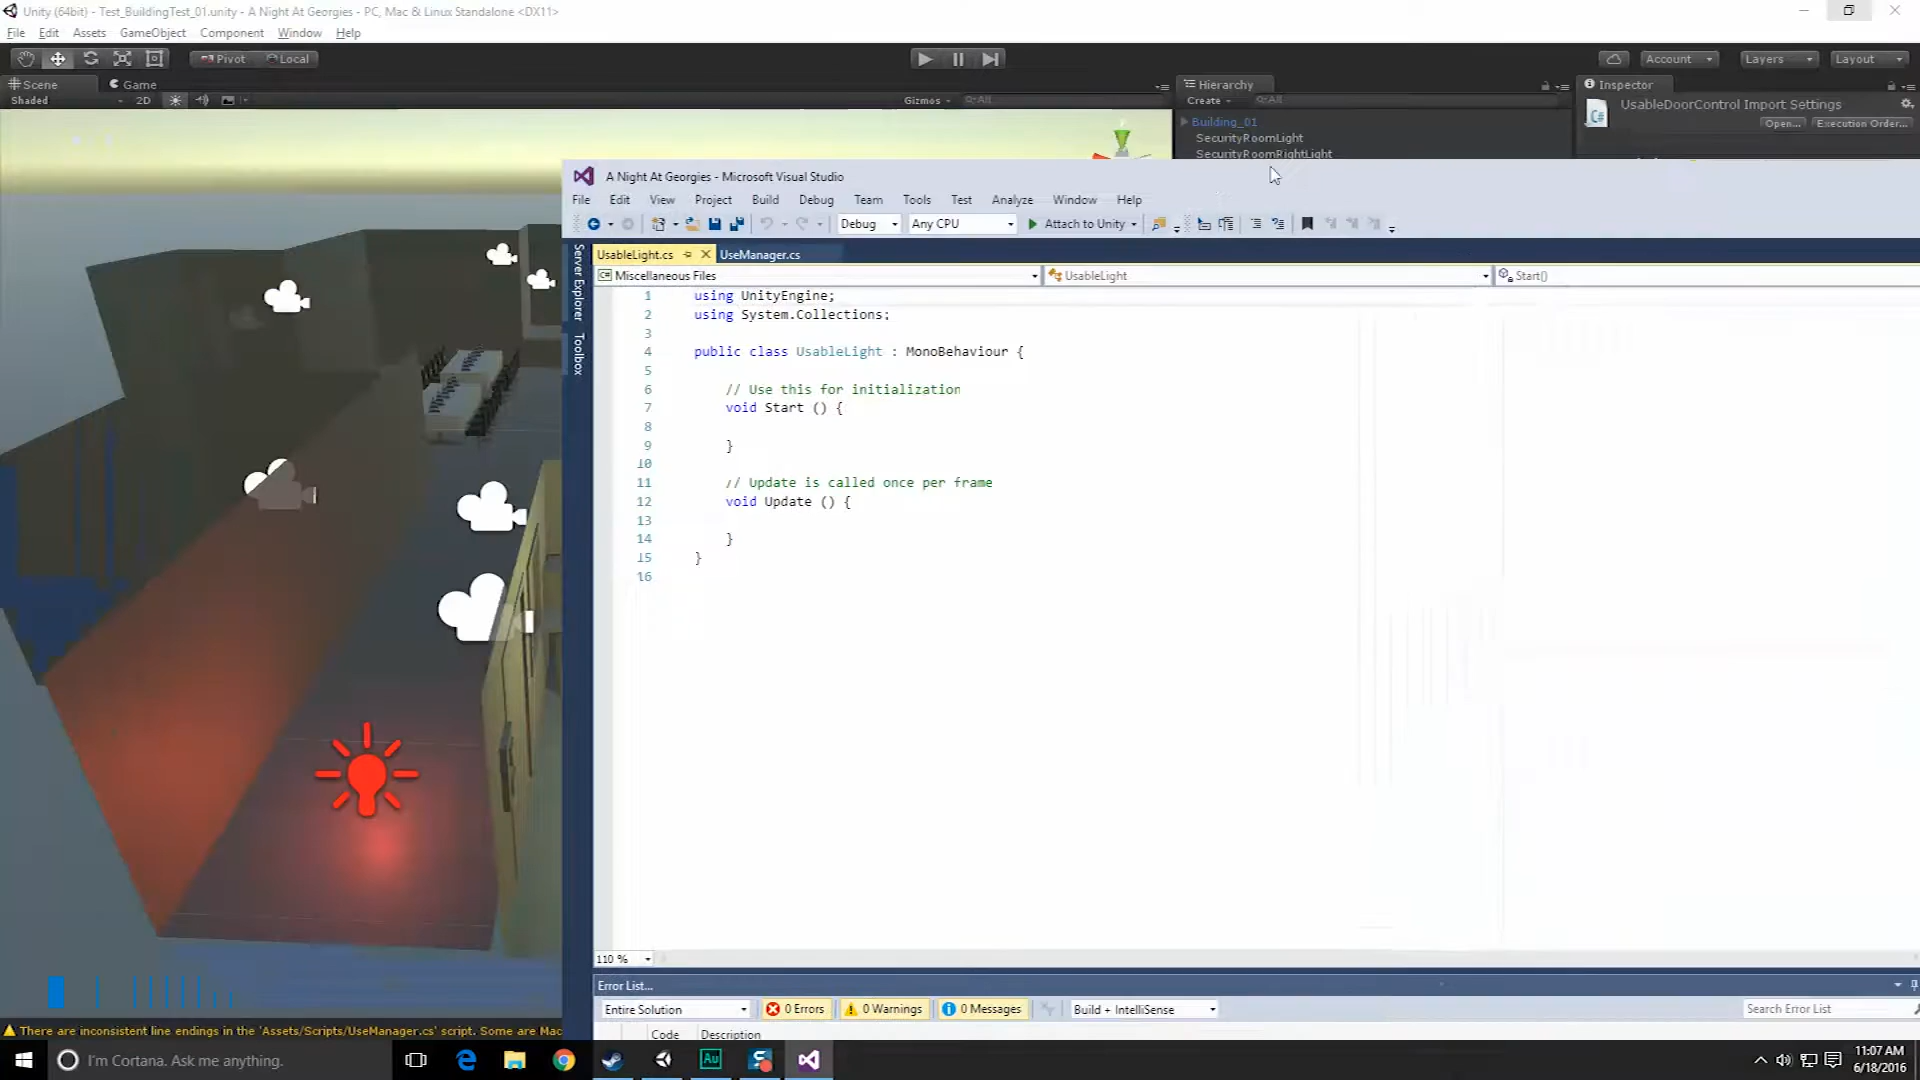 Unity (64bit) - Test_BuildingTest_01.unity - A Night At Georgies - PC, Mac & Linux Standalone <DX11>
File Edit Assets GameObject Component Window Help
Pivot Local
Account Layers Layout
Scene Game
Hierarchy
Inspector
Shaded 2D
Gizmos All
Create All
UsableDoorControl Import Settings
Open... Execution Order...
Building_01
SecurityRoomLight
SecurityRoomRightLight
A Night At Georgies - Microsoft Visual Studio
File Edit View Project Build Debug Team Tools Test Analyze Window Help
Debug Any CPU Attach to Unity
Server Explorer
Toolbox
UsableLight.cs UseManager.cs
Miscellaneous Files UsableLight Start()
1 using UnityEngine;
2 using System.Collections;
3
4 public class UsableLight : MonoBehaviour {
5
6 // Use this for initialization
7 void Start () {
8
9 }
10
11 // Update is called once per frame
12 void Update () {
13
14 }
15 }
16
110 %
Error List...
Entire Solution 0 Errors 0 Warnings 0 Messages Build + IntelliSense Search Error List
Code Description
There are inconsistent line endings in the 'Assets/Scripts/UseManager.cs' script. Some are Mac
I'm Cortana. Ask me anything.
Au
11:07 AM
6/18/2016